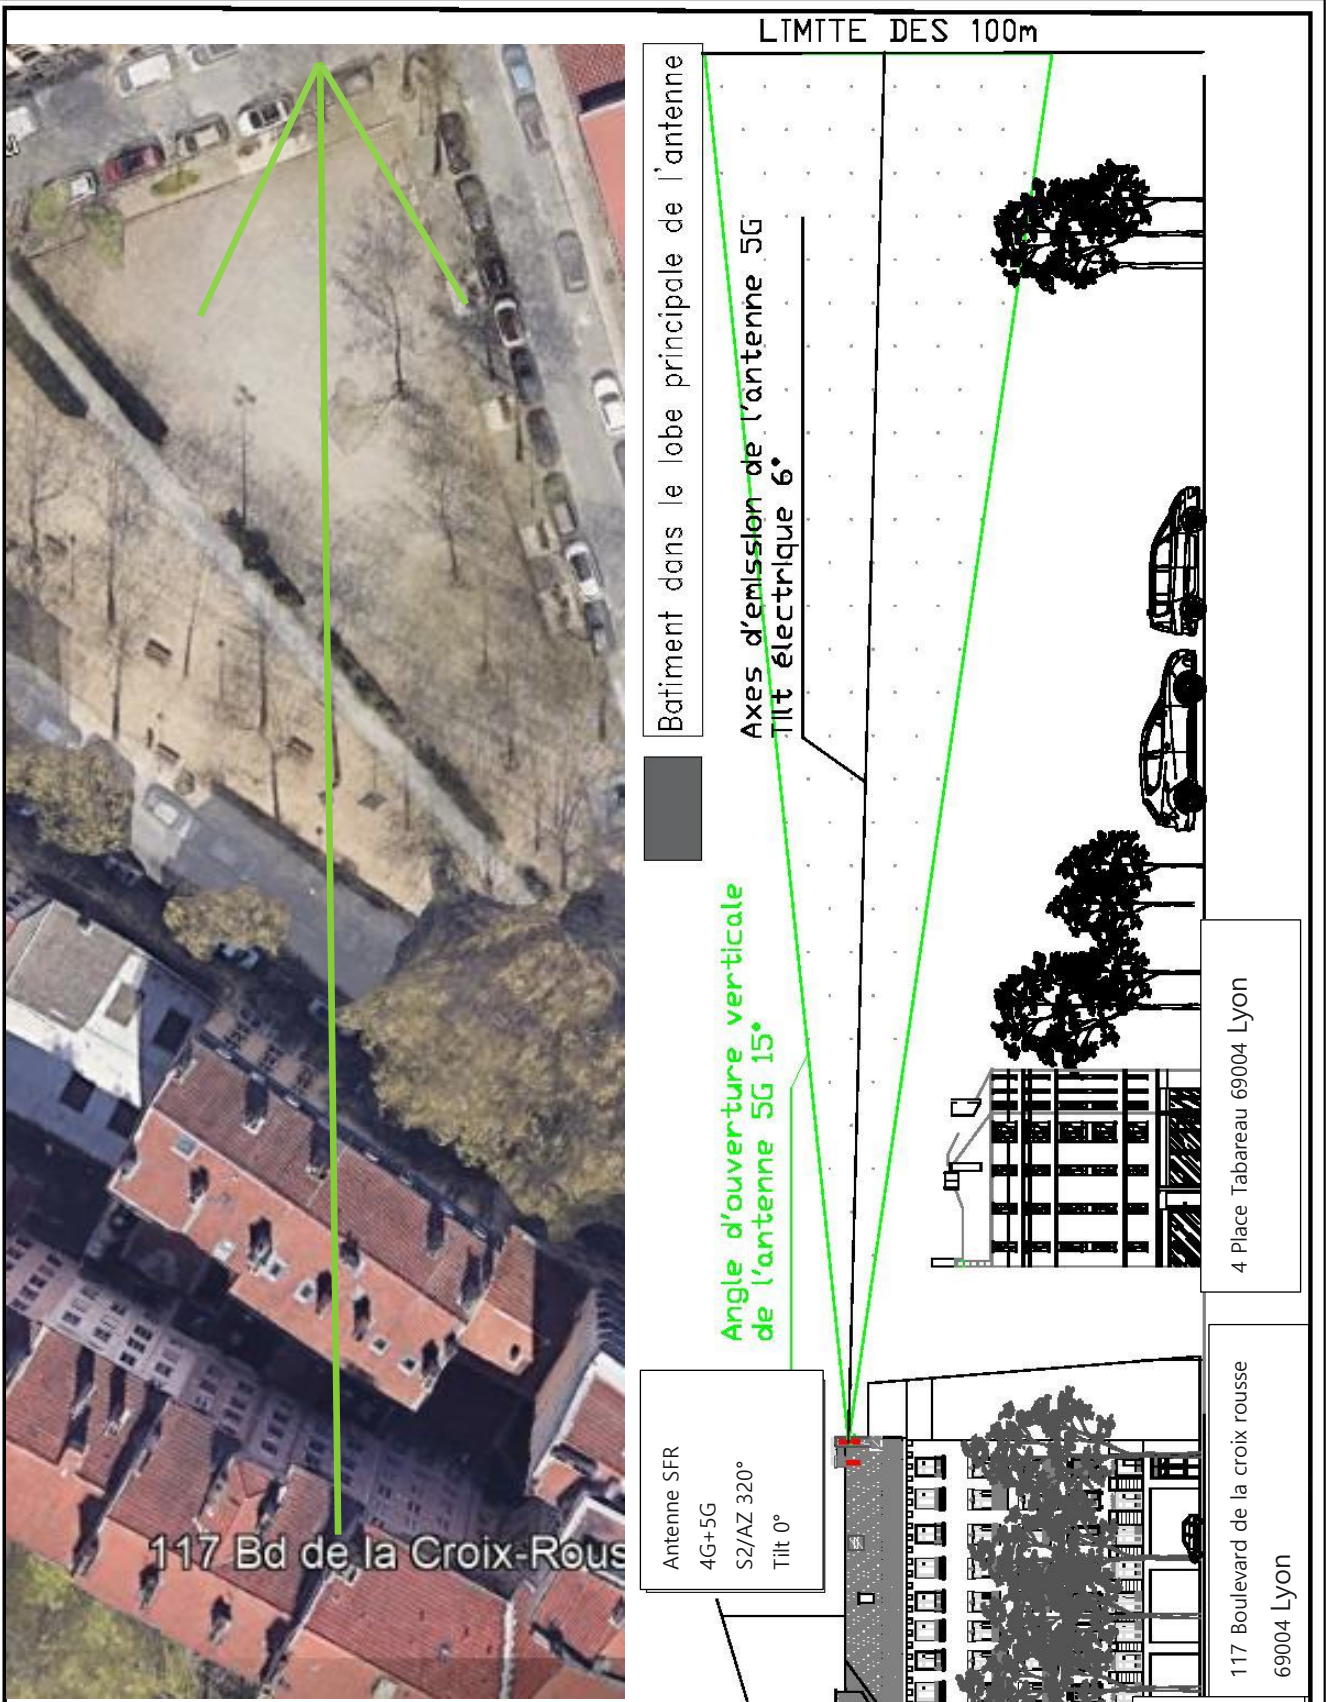 LIMITE DES 100m
Batiment dans le lobe principale de l'antenne
Axes d'emission de l'antenne 5G
Tilt électrique 6°
Angle d'ouverture verticale
de l'antenne 5G 15°
Antenne SFR
4G+5G
S2/AZ 320°
Tilt 0°
4 Place Tabareau 69004 Lyon
117 Boulevard de la croix rousse
69004 Lyon
117 Bd de la Croix-Rous